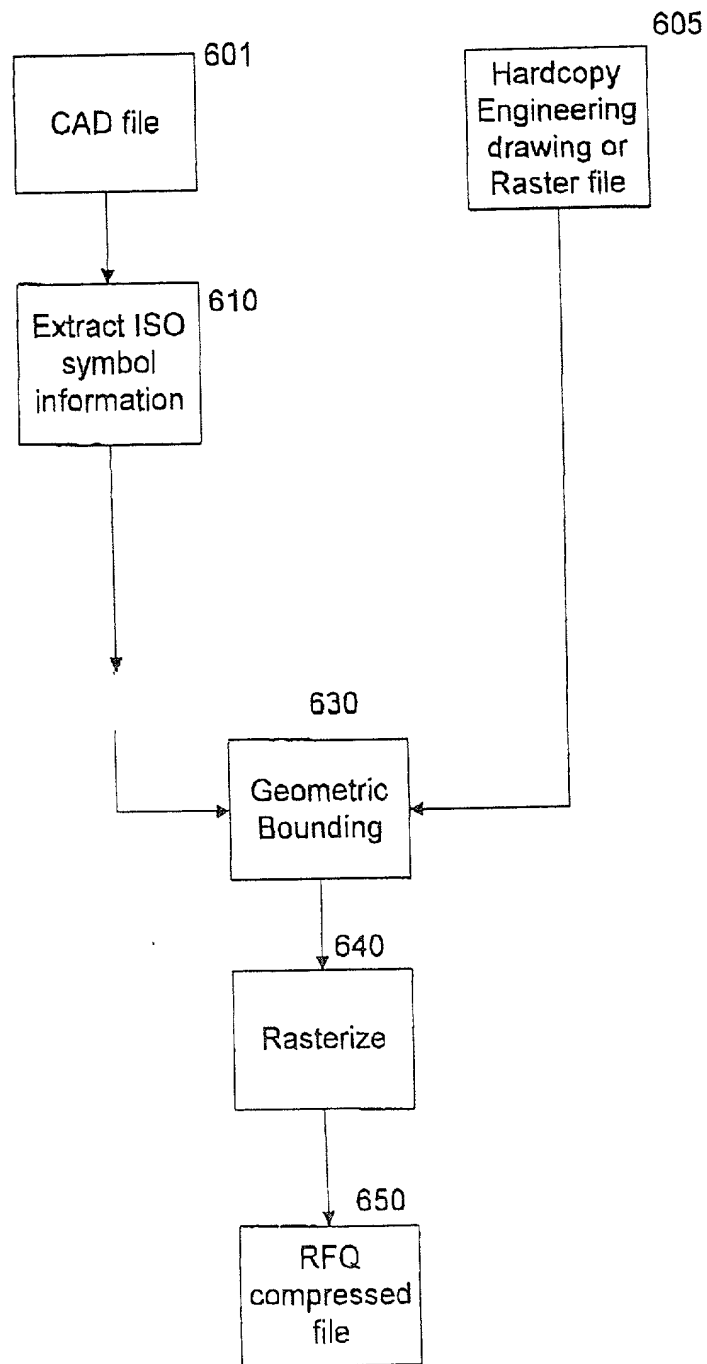 601
CAD file
605
Hardcopy
Engineering
drawing or
Raster file
610
Extract ISO
symbol
information
630
Geometric
Bounding
640
Rasterize
650
RFQ
compressed
file